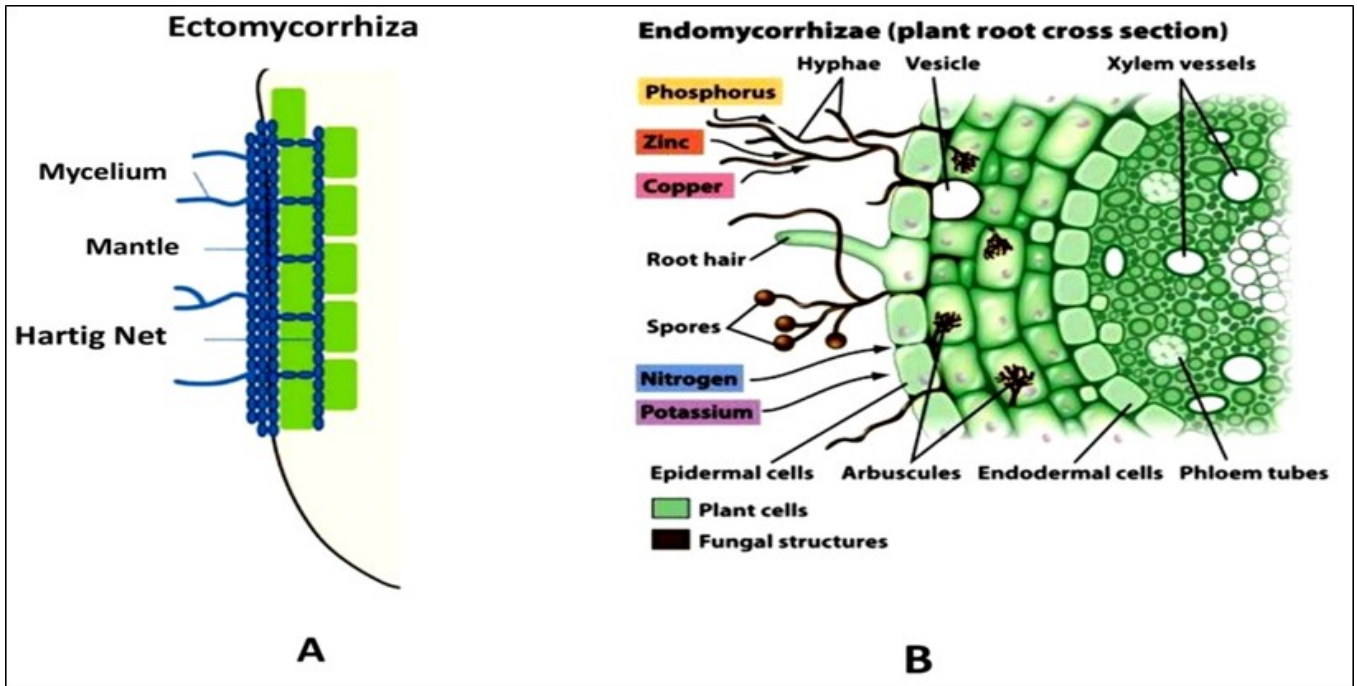 Ectomycorrhiza
Mycelium
Mantle
Hartig Net
A
Endomycorrhizae (plant root cross section)
Hyphae Vesicle Xylem vessels
Phosphorus
Zinc
Copper
Root hair
Spores
Nitrogen
Potassium
Epidermal cells Arbuscules Endodermal cells Phloem tubes
Plant cells
Fungal structures
B